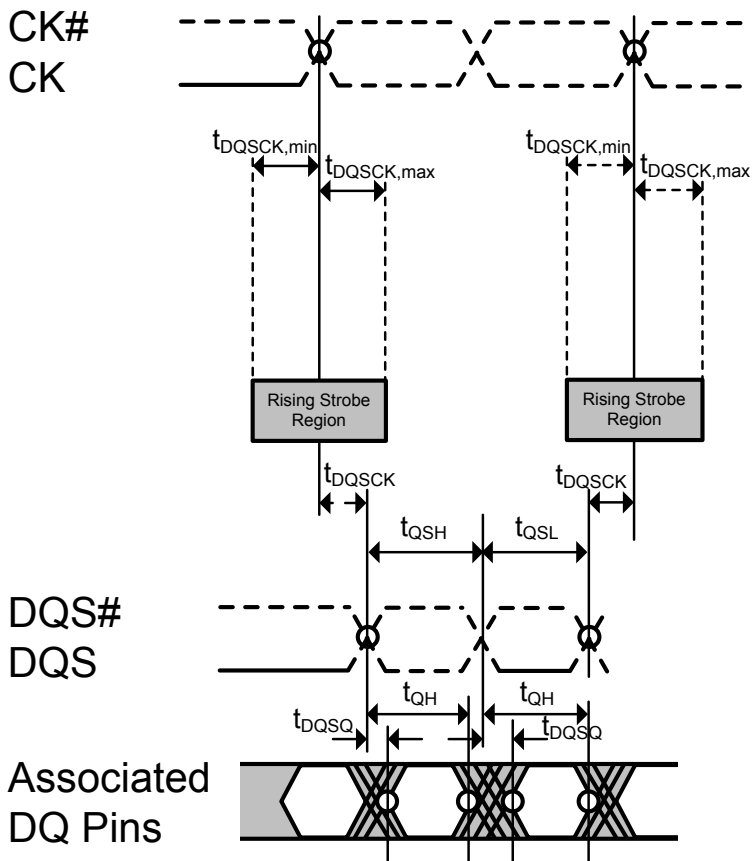 CK#
CK
tDQSCK,min
tDQSCK,max
tDQSCK,min
tDQSCK,max
Rising Strobe
Region
Rising Strobe
Region
tDQSCK
tDQSCK
tQSH
tQSL
DQS#
DQS
tQH
tQH
tDQSQ
tDQSQ
Associated
DQ Pins